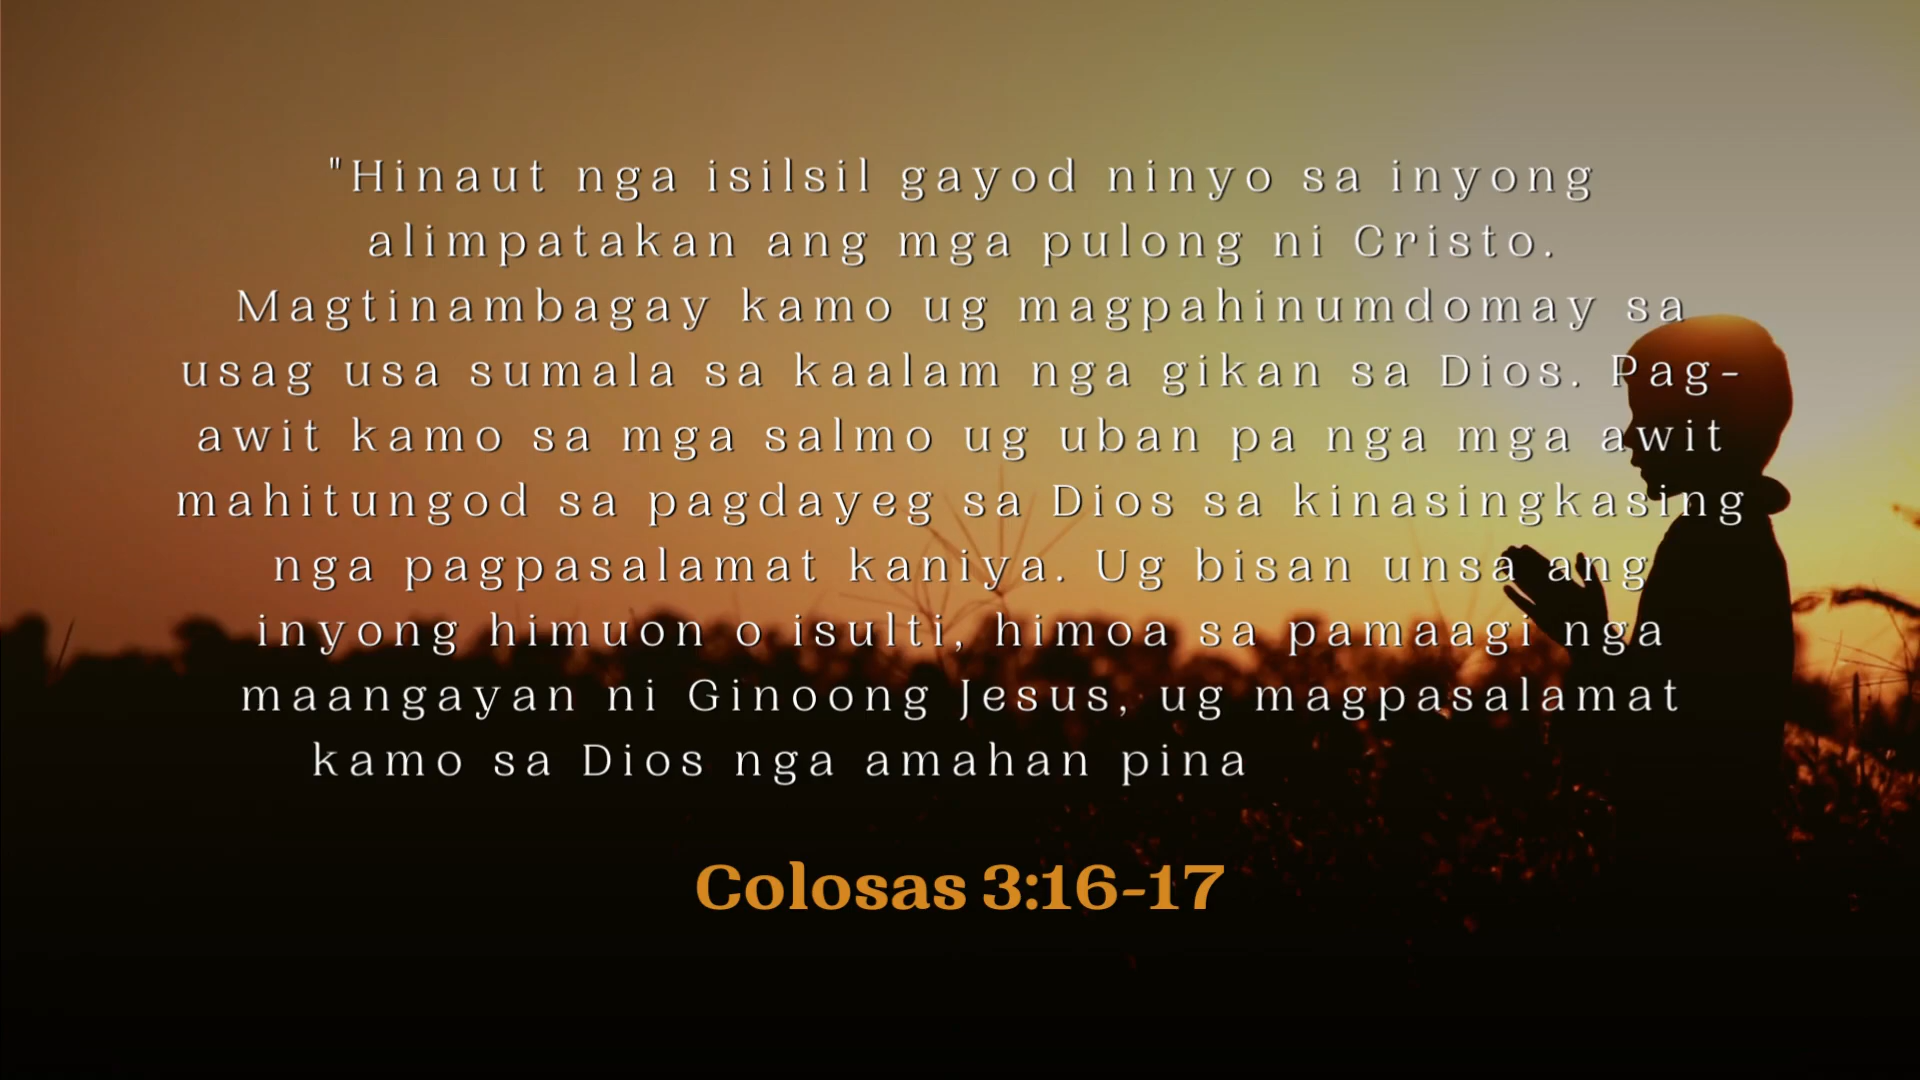 "Hinaut nga isilsil gayod ninyo sa inyong
alimpatakan ang mga pulong ni Cristo.
Magtinambagay kamo ug magpahinumdomay sa
usag usa sumala sa kaalam nga gikan sa Dios. Pag-
awit kamo sa mga salmo ug uban pa nga mga awit
mahitungod sa pagdayeg sa Dios sa kinasingkasing
nga pagpasalamat kaniya. Ug bisan unsa ang
inyong himuon o isulti, himoa sa pamaagi nga
maangayan ni Ginoong Jesus, ug magpasalamat
kamo sa Dios nga amahan pina
Colosas 3:16-17